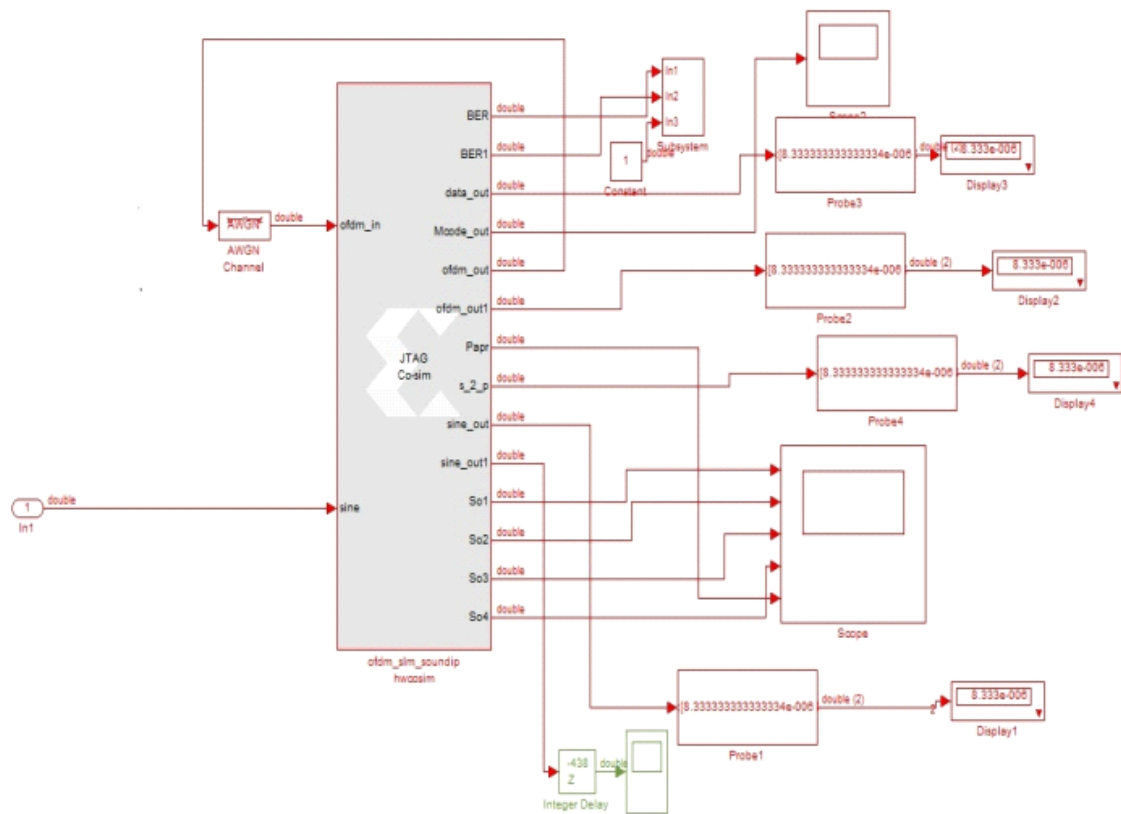 BER
double
In1
BER1
double
In2
In3
Subsystem
1
double
Constant
data_out
double
[8.333333333333334e-006
Probe3
double (2)
8.333e-006
Display3
AWGN
AWGN
Channel
double
ofdm_in
Mcode_out
double
ofdm_out
double
ofdm_out1
double
[8.333333333333334e-006
Probe2
double (2)
8.333e-006
Display2
JTAG
Co-sim
Papr
double
s_2_p
double
[8.333333333333334e-006
Probe4
double (2)
8.333e-006
Display4
sine_out
double
sine_out1
double
1
In1
double
sine
So1
double
So2
double
So3
double
So4
double
Scope
ofdm_slm_soundip
hwcosim
[8.333333333333334e-006
Probe1
double (2)
2
8.333e-006
Display1
-438
Z
Integer Delay
double